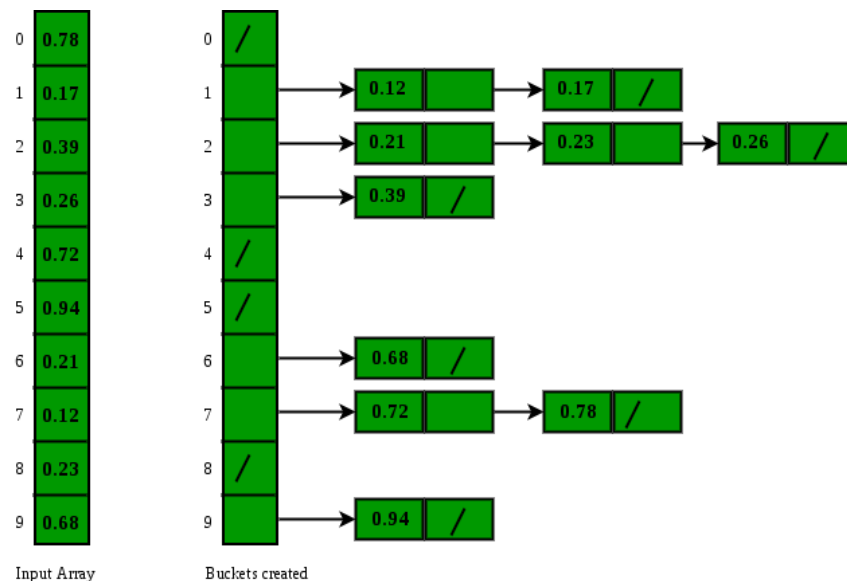 0 0.78 0 /
1 0.17 1 0.12 0.17 /
2 0.39 2 0.21 0.23 0.26 /
3 0.26 3 0.39 /
4 0.72 4 /
5 0.94 5 /
6 0.21 6 0.68 /
7 0.12 7 0.72 0.78 /
8 0.23 8 /
9 0.68 9 0.94 /
Input Array Buckets created